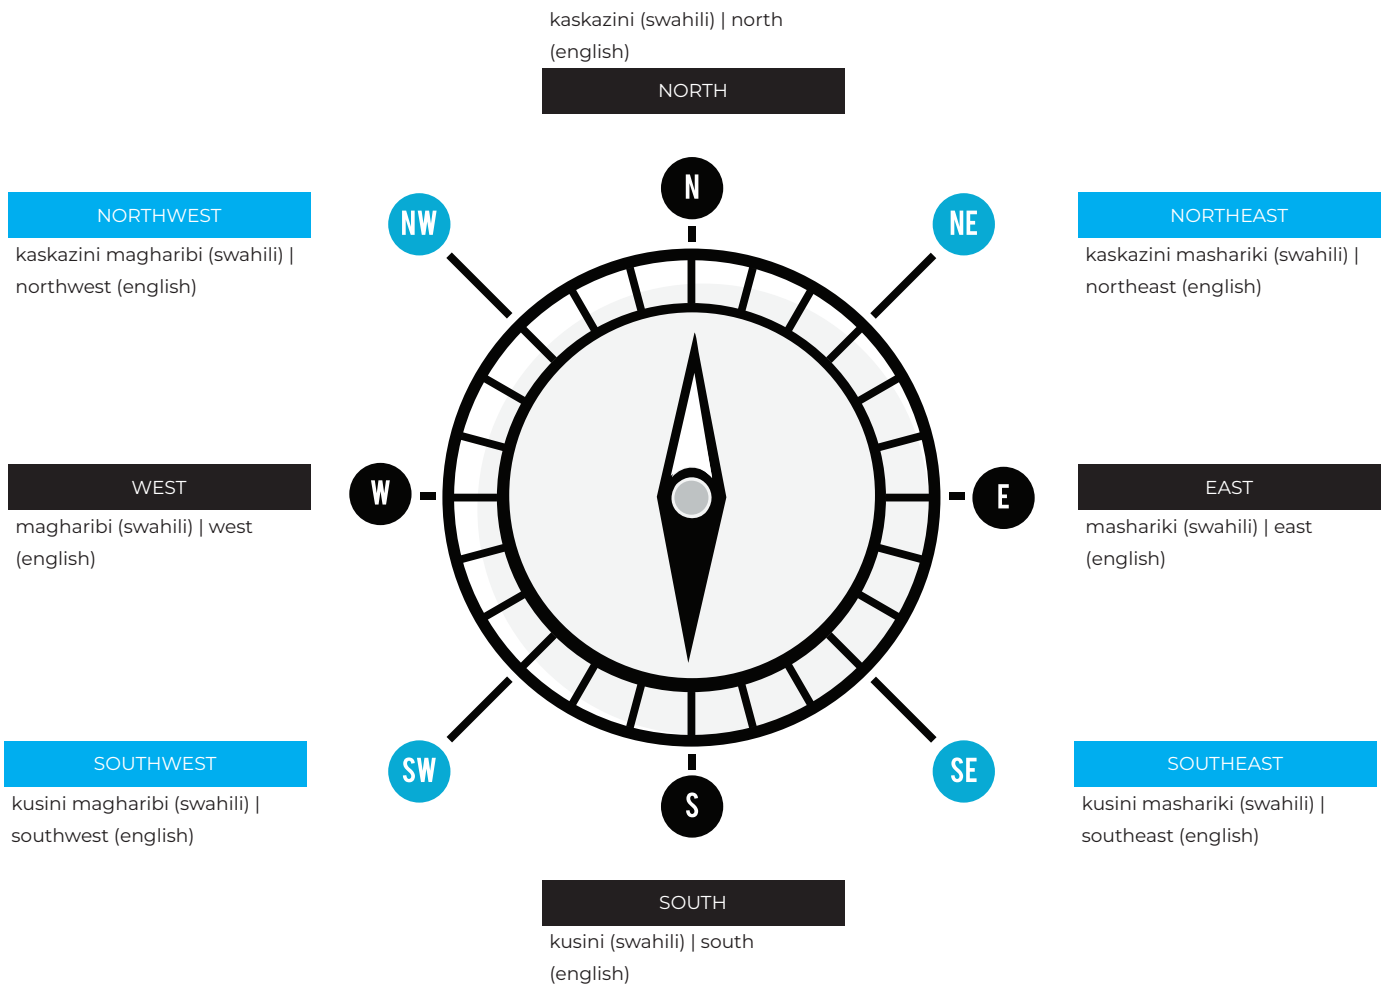 kaskazini (swahili) | north
(english)
NORTH
N
NORTHWEST
kaskazini magharibi (swahili) |
northwest (english)
NW
NE
NORTHEAST
kaskazini mashariki (swahili) |
northeast (english)
WEST
magharibi (swahili) | west
(english)
W
E
EAST
mashariki (swahili) | east
(english)
SOUTHWEST
kusini magharibi (swahili) |
southwest (english)
SW
SE
SOUTHEAST
kusini mashariki (swahili) |
southeast (english)
S
SOUTH
kusini (swahili) | south
(english)